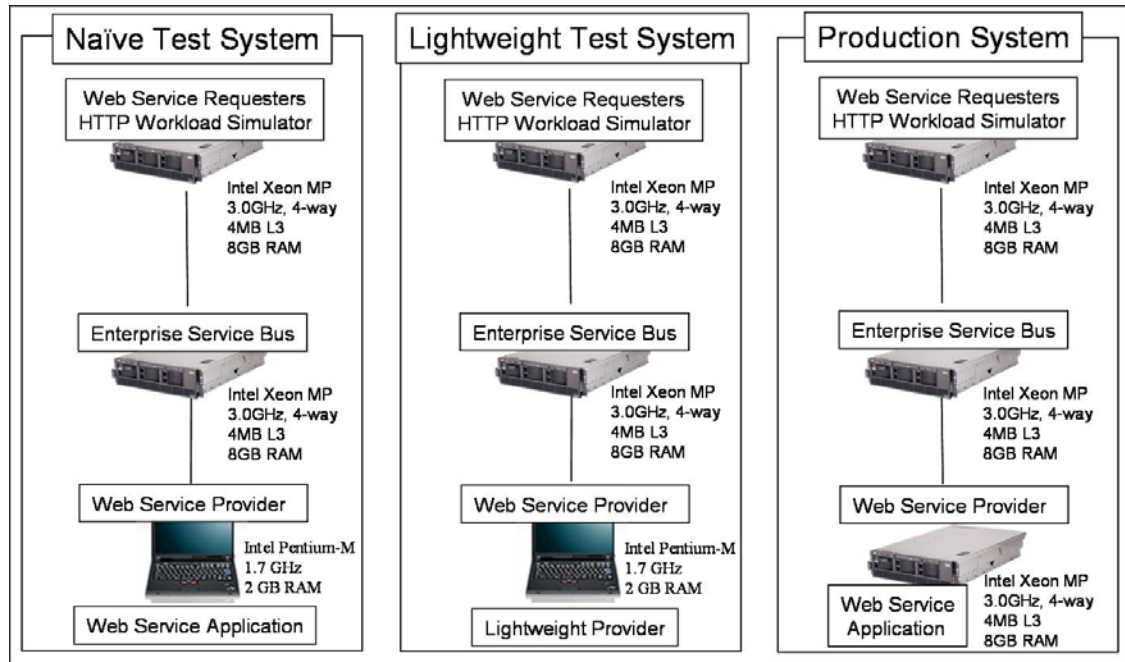 Naïve Test System
Web Service Requesters
HTTP Workload Simulator
Intel Xeon MP
3.0GHz, 4-way
4MB L3
8GB RAM
Enterprise Service Bus
Intel Xeon MP
3.0GHz, 4-way
4MB L3
8GB RAM
Web Service Provider
Intel Pentium-M
1.7 GHz
2 GB RAM
Web Service Application
Lightweight Test System
Web Service Requesters
HTTP Workload Simulator
Intel Xeon MP
3.0GHz, 4-way
4MB L3
8GB RAM
Enterprise Service Bus
Intel Xeon MP
3.0GHz, 4-way
4MB L3
8GB RAM
Web Service Provider
Intel Pentium-M
1.7 GHz
2 GB RAM
Lightweight Provider
Production System
Web Service Requesters
HTTP Workload Simulator
Intel Xeon MP
3.0GHz, 4-way
4MB L3
8GB RAM
Enterprise Service Bus
Intel Xeon MP
3.0GHz, 4-way
4MB L3
8GB RAM
Web Service Provider
Intel Xeon MP
3.0GHz, 4-way
4MB L3
8GB RAM
Web Service
Application